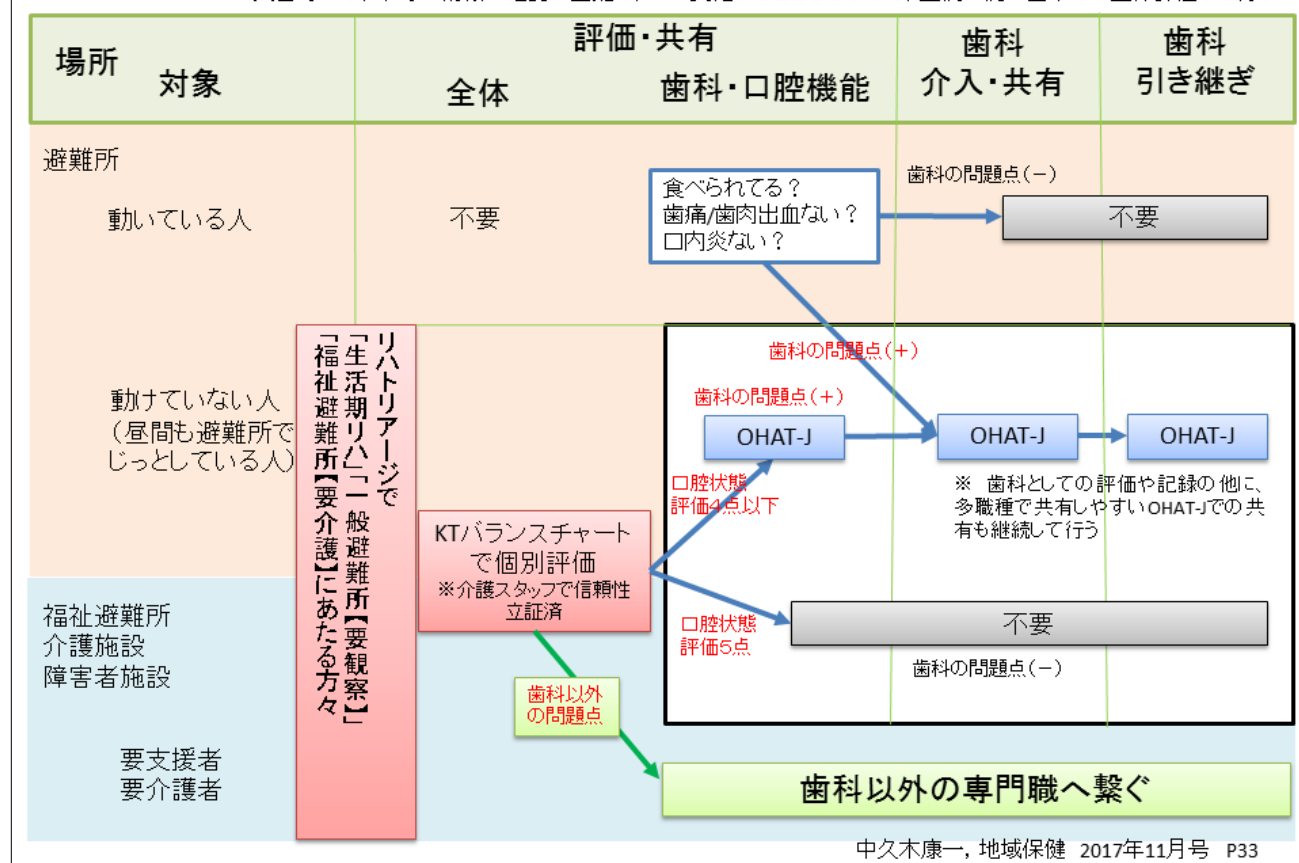 場所
対象
評価・共有
全体
歯科・口腔機能
歯科
介入・共有
歯科
引き継ぎ
避難所
動いている人
不要
食べられてる？
歯痛/歯肉出血ない？
口内炎ない？
歯科の問題点(－)
不要
動けていない人
（昼間も避難所で
じっとしている人）
リハトリアージで
「生活期リハ」「一般避難所【要観察】」
「福祉避難所【要介護】にあたる方々
KTバランスチャート
で個別評価
※介護スタッフで信頼性
立証済
歯科の問題点(＋)
歯科の問題点(＋)
OHAT-J
OHAT-J
OHAT-J
口腔状態
評価4点以下
※ 歯科としての評価や記録の他に、
多職種で共有しやすいOHAT-Jでの共
有も継続して行う
福祉避難所
介護施設
障害者施設
口腔状態
評価5点
不要
歯科の問題点(－)
歯科以外
の問題点
要支援者
要介護者
歯科以外の専門職へ繋ぐ
中久木康一, 地域保健 2017年11月号 P33